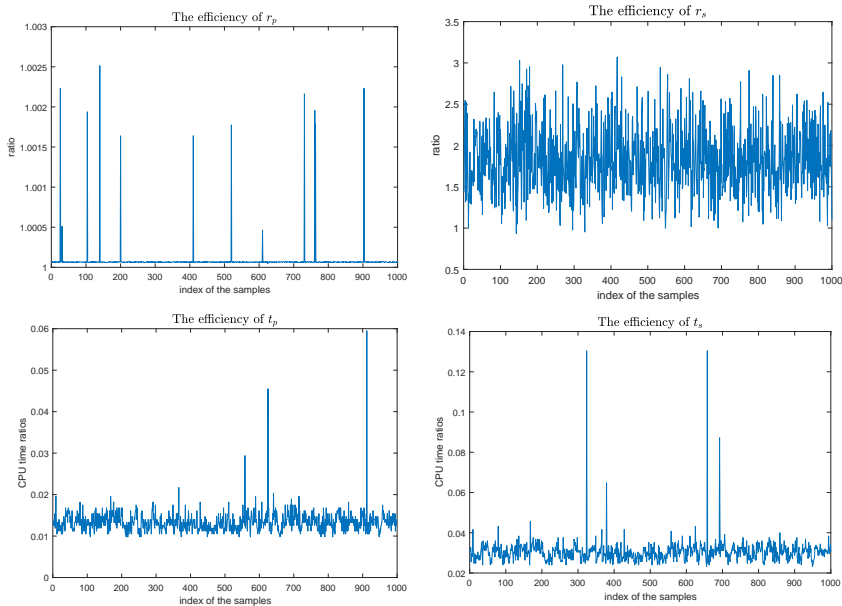 The efficiency of r_p
1.003
1.0025
1.002
1.0015
1.001
1.0005
1
ratio
0 100 200 300 400 500 600 700 800 900 1000
index of the samples
The efficiency of r_s
3.5
3
2.5
2
1.5
1
0.5
ratio
0 100 200 300 400 500 600 700 800 900 1000
index of the samples
The efficiency of t_p
0.06
0.05
0.04
0.03
0.02
0.01
0
CPU time ratios
0 100 200 300 400 500 600 700 800 900 1000
index of the samples
The efficiency of t_s
0.14
0.12
0.1
0.08
0.06
0.04
0.02
CPU time ratios
0 100 200 300 400 500 600 700 800 900 1000
index of the samples